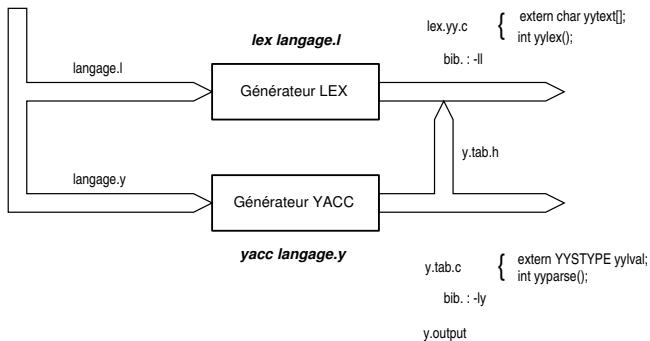 lex langage.l
lex.yy.c { extern char yytext[];
int yylex();
bib. : -ll
langage.l
Générateur LEX
y.tab.h
langage.y
Générateur YACC
yacc langage.y
y.tab.c { extern YYSTYPE yylval;
int yyparse();
bib. : -ly
y.output